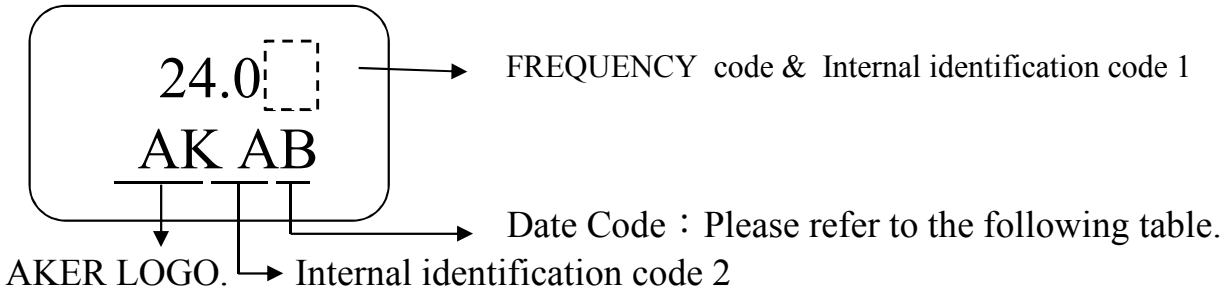 24.0
FREQUENCY code & Internal identification code 1
AK AB
Date Code：Please refer to the following table.
AKER LOGO.
Internal identification code 2